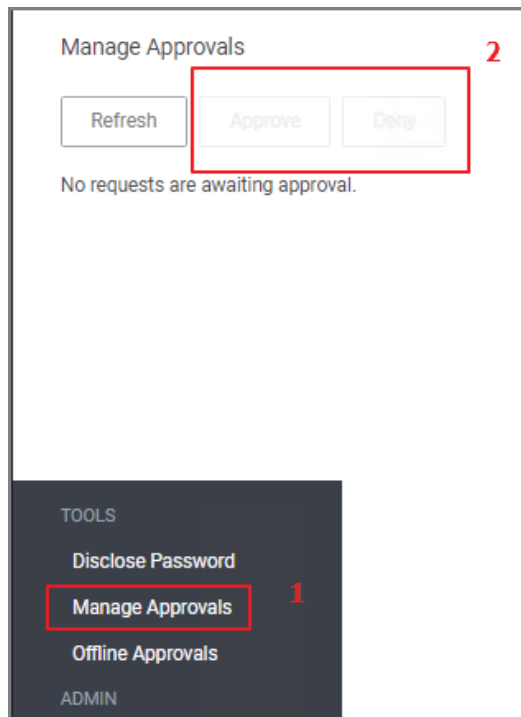 Manage Approvals
2
Refresh Approve Deny
No requests are awaiting approval.
TOOLS
Disclose Password
Manage Approvals 1
Offline Approvals
ADMIN